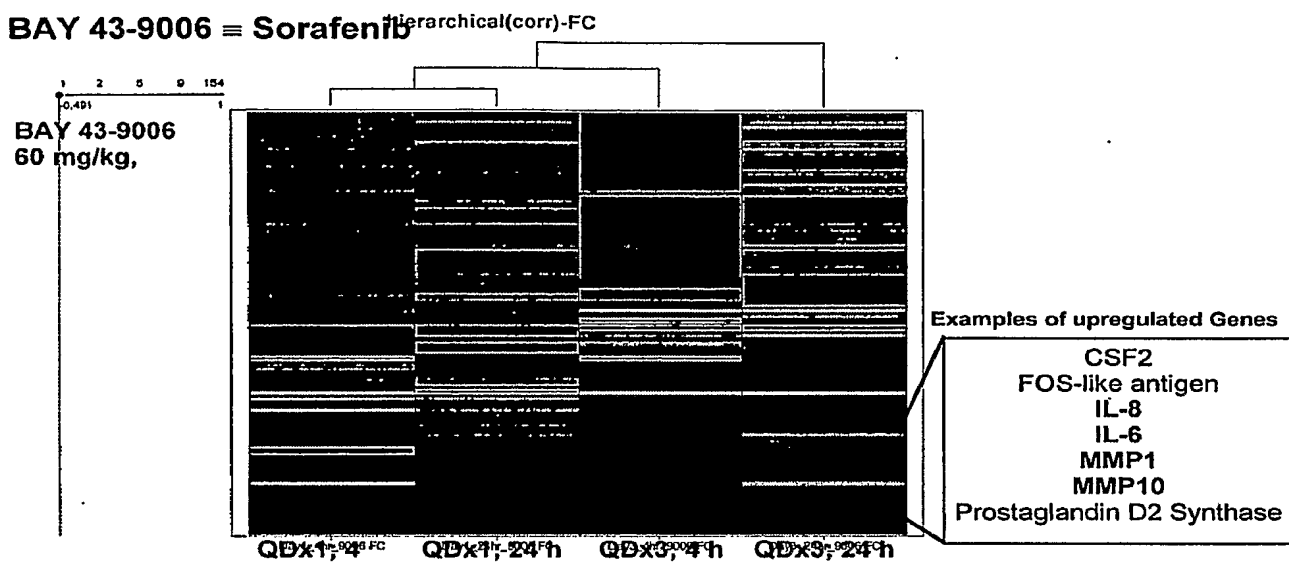 BAY 43-9006 ≡ Sorafenib
hierarchical(corr)-FC
1 2 5 9 154
-0,491 1
BAY 43-9006
60 mg/kg,
Examples of upregulated Genes
CSF2
FOS-like antigen
IL-8
IL-6
MMP1
MMP10
Prostaglandin D2 Synthase
QDx1, 4 QDx1, 24 h QDx3, 4 h QDx3, 24 h